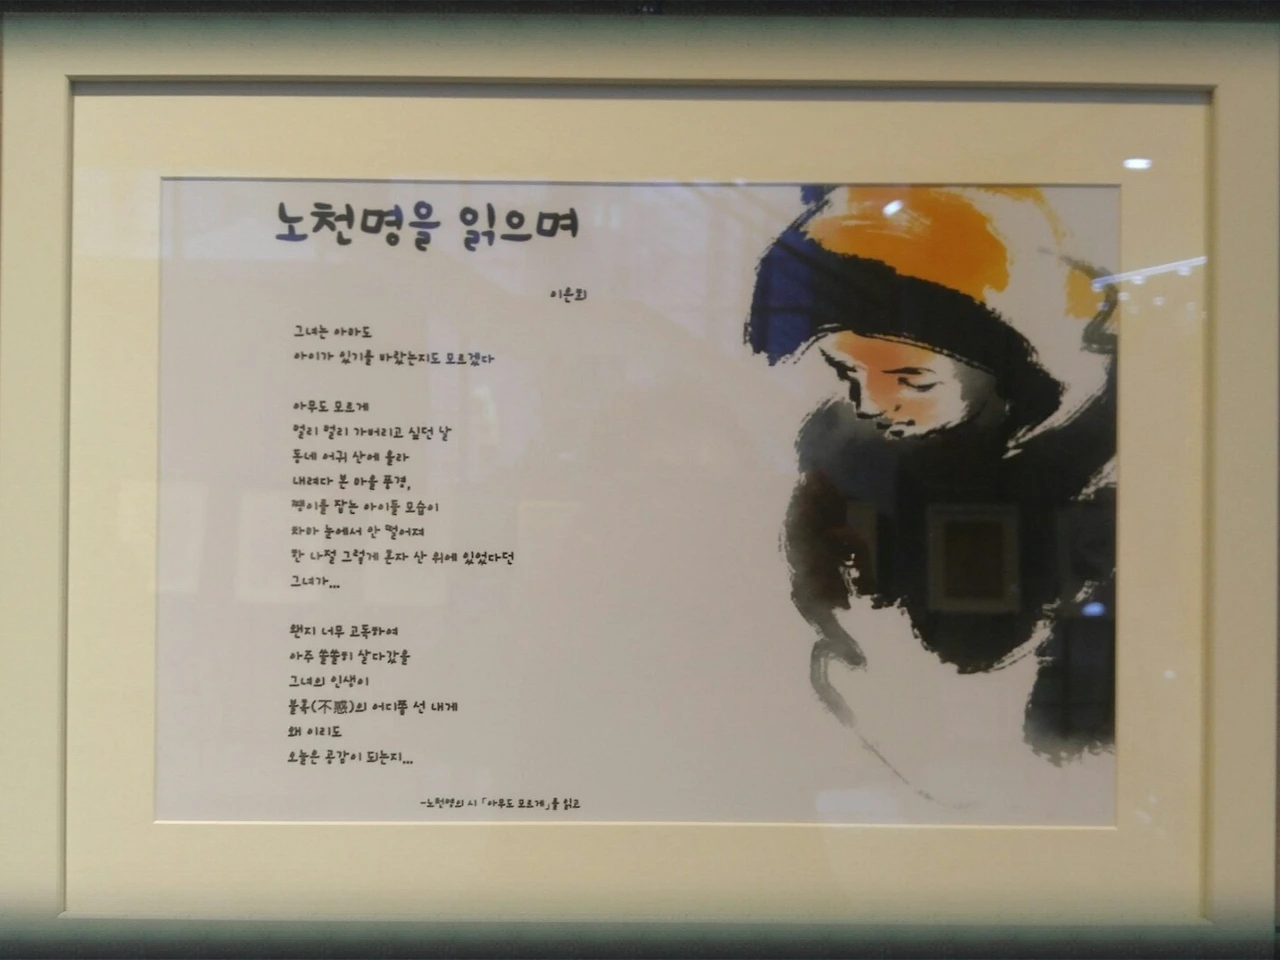 노천명을 읽으며
이은회
그녀는 아마도
아이가 있기를 바랐는지도 모르겠다
아무도 모르게
멀리 멀리 가버리고 싶던 날
동네 어귀 산에 올라
내려다 본 마을 풍경,
팽이를 잡는 아이들 모습이
차마 눈에서 안 떨어져
한 나절 그렇게 혼자 산 위에 있었다던
그녀가...
왠지 너무 고독하여
아주 쓸쓸히 살다갔을
그녀의 인생이
불혹(不惑)의 어디쯤 선 내게
왜 이리도
오늘은 공감이 되는지...
-노천명의 시 「아무도 모르게」를 읽고